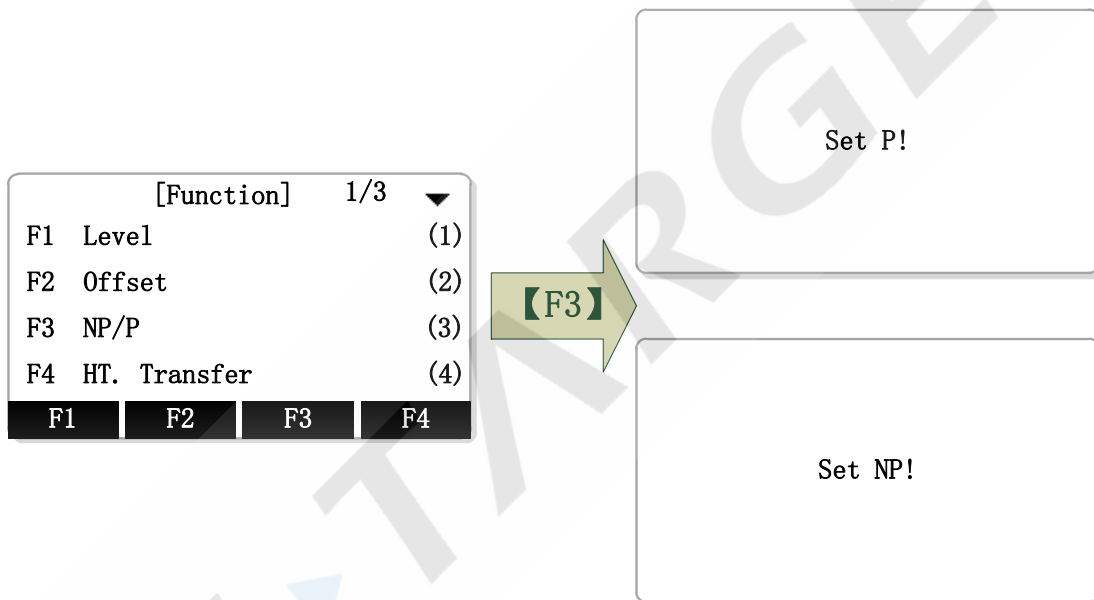 [Function] 1/3
F1 Level (1)
F2 Offset (2)
F3 NP/P (3)
F4 HT. Transfer (4)
F1 F2 F3 F4
【F3】
Set P!
Set NP!
TARGE